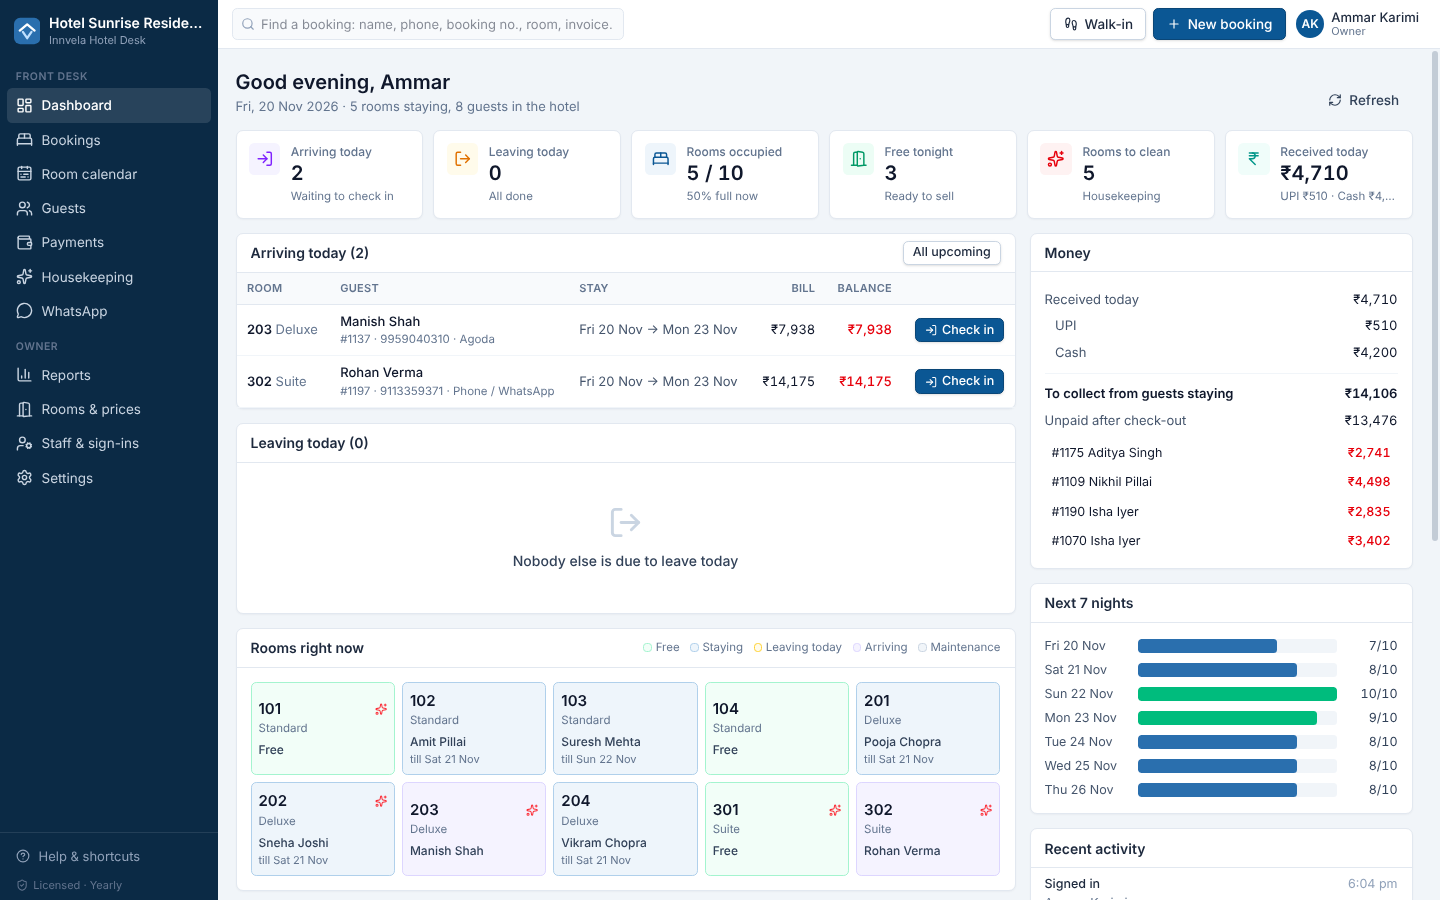 Hotel Sunrise Reside...
Innvela Hotel Desk
FRONT DESK
Dashboard
Bookings
Room calendar
Guests
Payments
Housekeeping
WhatsApp
OWNER
Reports
Rooms & prices
Staff & sign-ins
Settings
Help & shortcuts
Licensed · Yearly
Find a booking: name, phone, booking no., room, invoice.
Walk-in
New booking
AK
Ammar Karimi
Owner
Good evening, Ammar
Fri, 20 Nov 2026 · 5 rooms staying, 8 guests in the hotel
Refresh
Arriving today
2
Waiting to check in
Leaving today
0
All done
Rooms occupied
5 / 10
50% full now
Free tonight
3
Ready to sell
Rooms to clean
5
Housekeeping
Received today
₹4,710
UPI ₹510 · Cash ₹4,...
Arriving today (2)
All upcoming
ROOM GUEST STAY BILL BALANCE
203 Deluxe Manish Shah Fri 20 Nov → Mon 23 Nov ₹7,938 ₹7,938 Check in
#1137 · 9959040310 · Agoda
302 Suite Rohan Verma Fri 20 Nov → Mon 23 Nov ₹14,175 ₹14,175 Check in
#1197 · 9113359371 · Phone / WhatsApp
Leaving today (0)
Nobody else is due to leave today
Rooms right now
Free Staying Leaving today Arriving Maintenance
101
Standard
Free
102
Standard
Amit Pillai
till Sat 21 Nov
103
Standard
Suresh Mehta
till Sun 22 Nov
104
Standard
Free
201
Deluxe
Pooja Chopra
till Sat 21 Nov
202
Deluxe
Sneha Joshi
till Sat 21 Nov
203
Deluxe
Manish Shah
204
Deluxe
Vikram Chopra
till Sat 21 Nov
301
Suite
Free
302
Suite
Rohan Verma
Money
Received today ₹4,710
UPI ₹510
Cash ₹4,200
To collect from guests staying ₹14,106
Unpaid after check-out ₹13,476
#1175 Aditya Singh ₹2,741
#1109 Nikhil Pillai ₹4,498
#1190 Isha Iyer ₹2,835
#1070 Isha Iyer ₹3,402
Next 7 nights
Fri 20 Nov 7/10
Sat 21 Nov 8/10
Sun 22 Nov 10/10
Mon 23 Nov 9/10
Tue 24 Nov 8/10
Wed 25 Nov 8/10
Thu 26 Nov 8/10
Recent activity
Signed in 6:04 pm